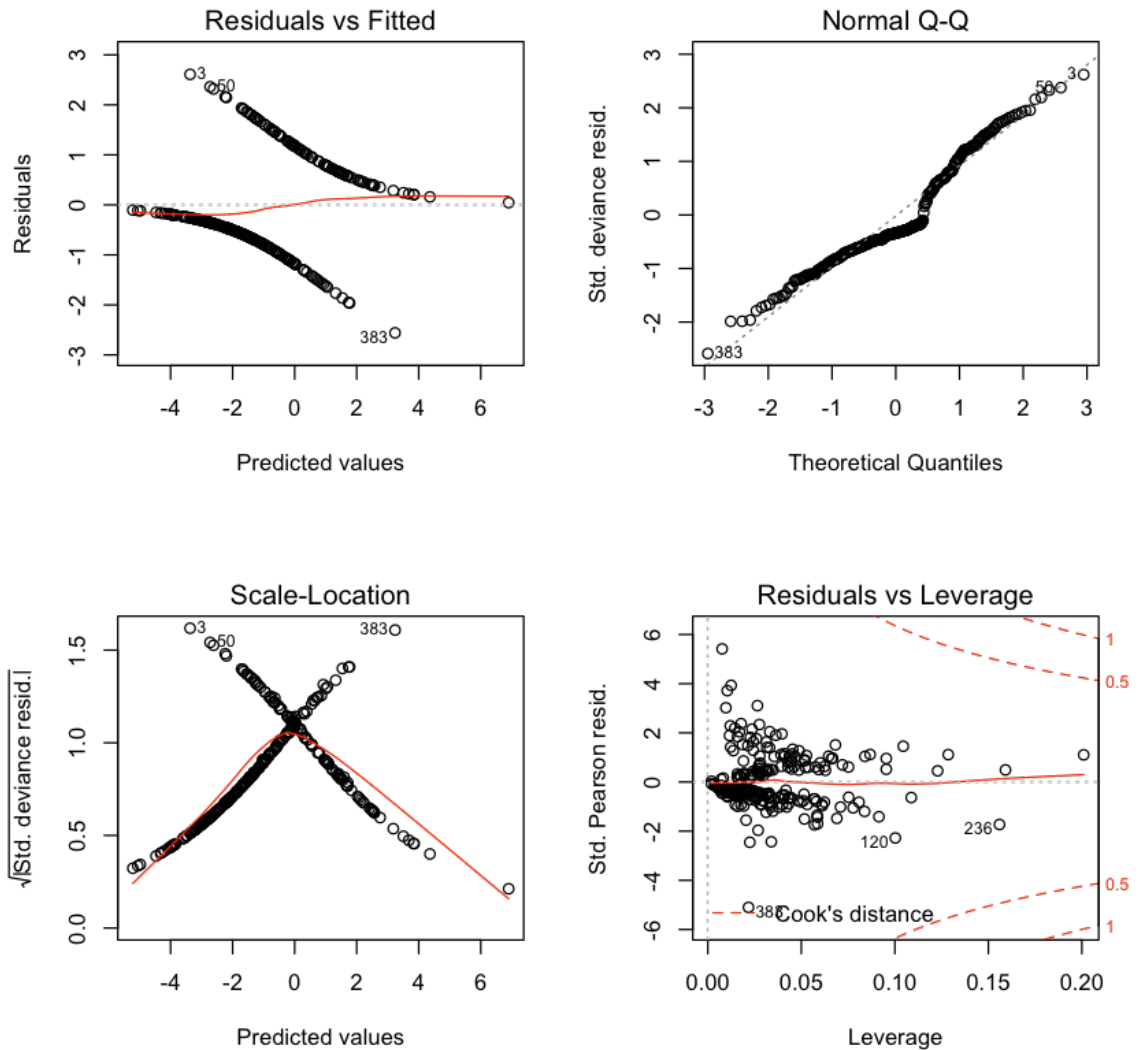 Residuals vs Fitted
Residuals
3
2
1
0
-1
-2
-3
3
50
383
-4 -2 0 2 4 6
Predicted values
Normal Q-Q
Std. deviance resid.
3
2
1
0
-1
-2
50
3
383
-3 -2 -1 0 1 2 3
Theoretical Quantiles
Scale-Location
√|Std. deviance resid.|
1.5
1.0
0.5
0.0
3
50
383
-4 -2 0 2 4 6
Predicted values
Residuals vs Leverage
Std. Pearson resid.
6
4
2
0
-2
-4
-6
1
0.5
120
236
383
Cook's distance
0.5
1
0.00 0.05 0.10 0.15 0.20
Leverage